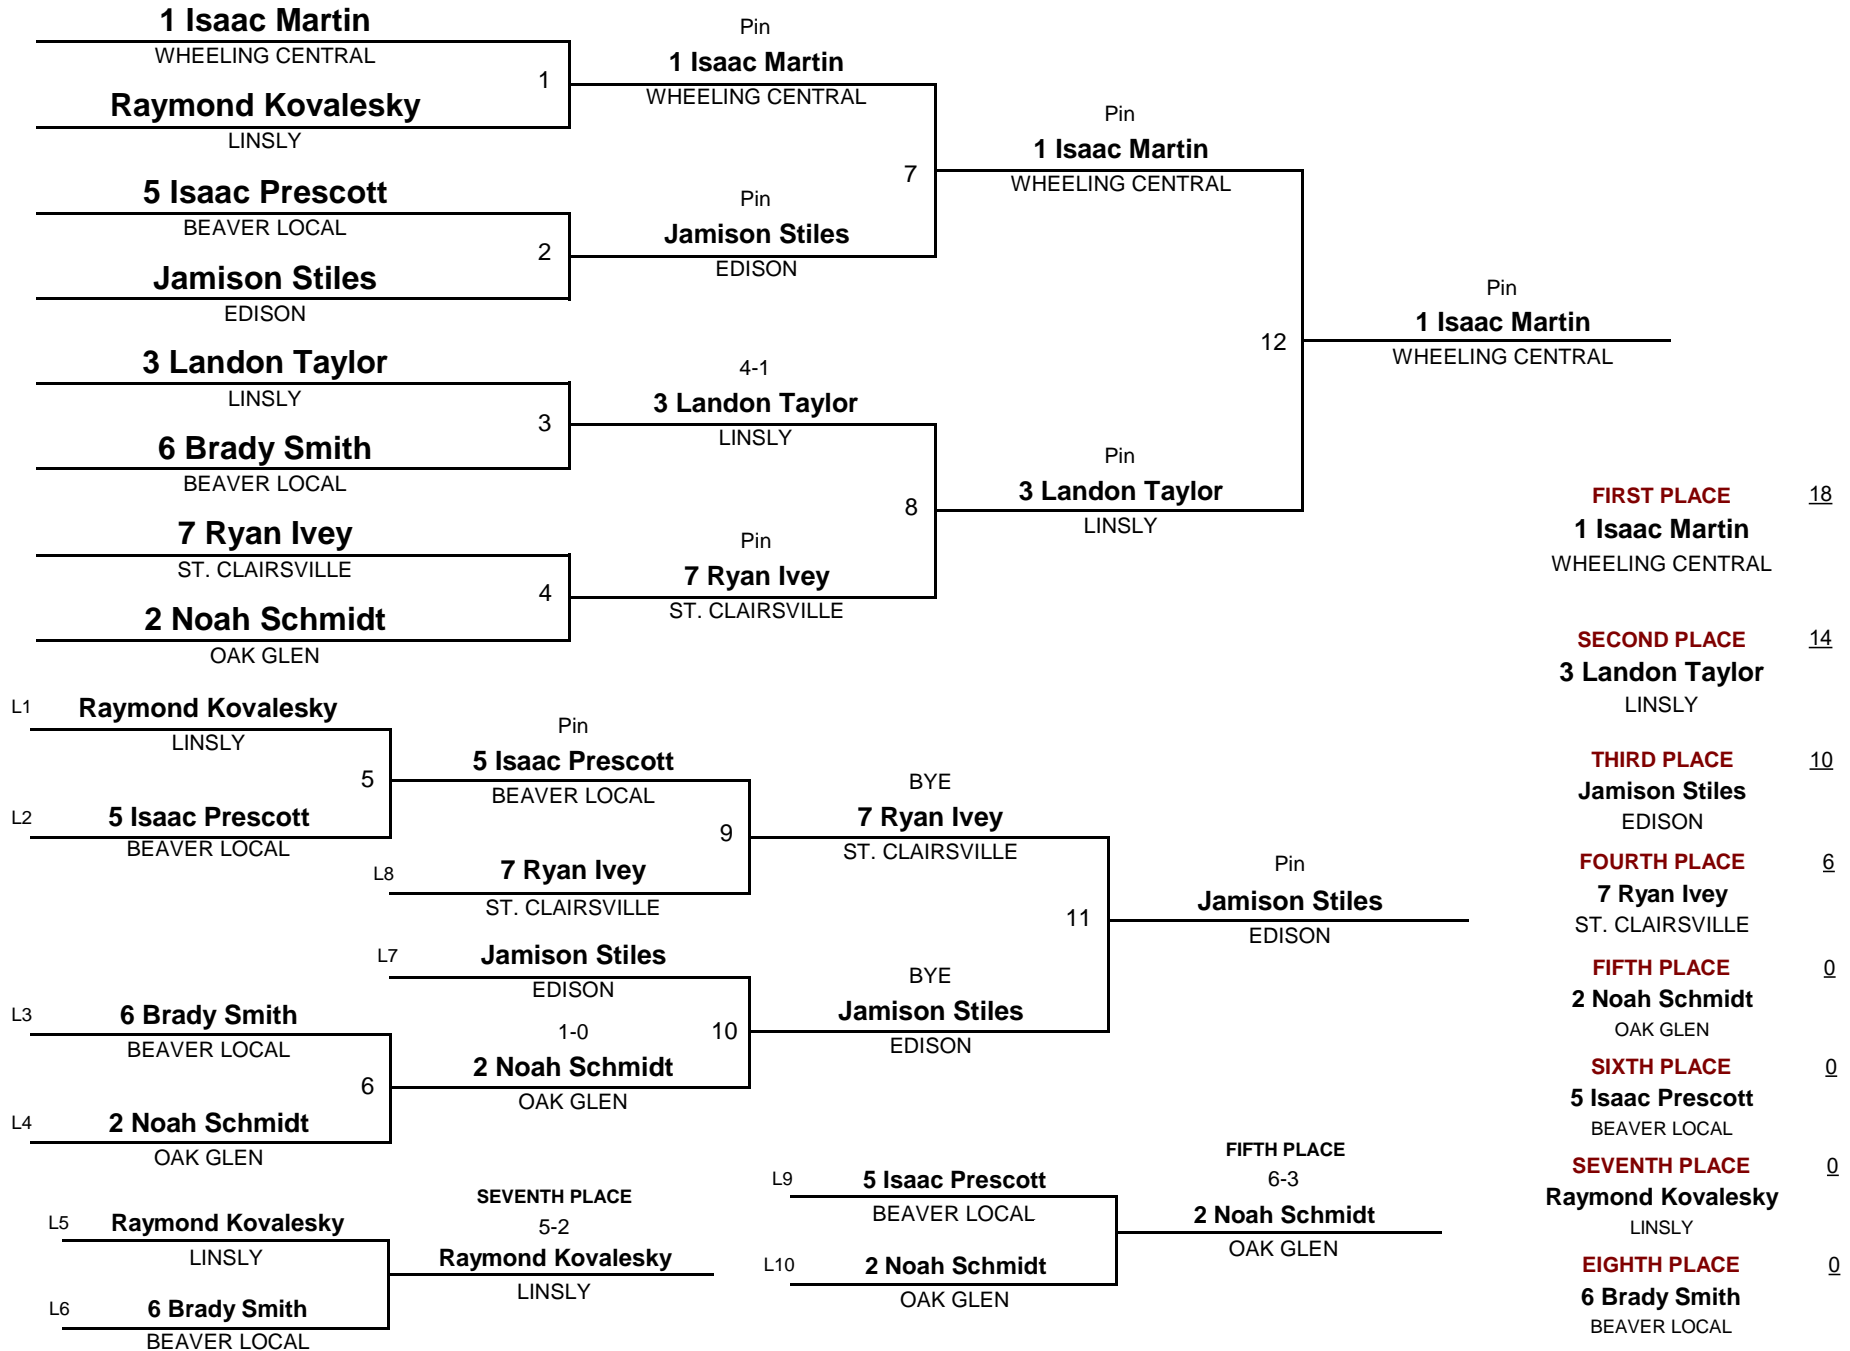 1 Isaac Martin
WHEELING CENTRAL
1
Raymond Kovalesky
LINSLY
5 Isaac Prescott
BEAVER LOCAL
2
Jamison Stiles
EDISON
3 Landon Taylor
LINSLY
3
6 Brady Smith
BEAVER LOCAL
7 Ryan Ivey
ST. CLAIRSVILLE
4
2 Noah Schmidt
OAK GLEN
Pin
1 Isaac Martin
WHEELING CENTRAL
7
Pin
Jamison Stiles
EDISON
4-1
3 Landon Taylor
LINSLY
8
Pin
7 Ryan Ivey
ST. CLAIRSVILLE
Pin
1 Isaac Martin
WHEELING CENTRAL
12
Pin
3 Landon Taylor
LINSLY
Pin
1 Isaac Martin
WHEELING CENTRAL
L1 Raymond Kovalesky
LINSLY
5
L2 5 Isaac Prescott
BEAVER LOCAL
Pin
5 Isaac Prescott
BEAVER LOCAL
9
L8 7 Ryan Ivey
ST. CLAIRSVILLE
L7 Jamison Stiles
EDISON
L3 6 Brady Smith
BEAVER LOCAL
6
L4 2 Noah Schmidt
OAK GLEN
1-0
10
2 Noah Schmidt
OAK GLEN
BYE
7 Ryan Ivey
ST. CLAIRSVILLE
11
BYE
Jamison Stiles
EDISON
Pin
Jamison Stiles
EDISON
L5 Raymond Kovalesky
LINSLY
L6 6 Brady Smith
BEAVER LOCAL
SEVENTH PLACE
5-2
Raymond Kovalesky
LINSLY
L9 5 Isaac Prescott
BEAVER LOCAL
L10 2 Noah Schmidt
OAK GLEN
FIFTH PLACE
6-3
2 Noah Schmidt
OAK GLEN
FIRST PLACE 18
1 Isaac Martin
WHEELING CENTRAL
SECOND PLACE 14
3 Landon Taylor
LINSLY
THIRD PLACE 10
Jamison Stiles
EDISON
FOURTH PLACE 6
7 Ryan Ivey
ST. CLAIRSVILLE
FIFTH PLACE 0
2 Noah Schmidt
OAK GLEN
SIXTH PLACE 0
5 Isaac Prescott
BEAVER LOCAL
SEVENTH PLACE 0
Raymond Kovalesky
LINSLY
EIGHTH PLACE 0
6 Brady Smith
BEAVER LOCAL